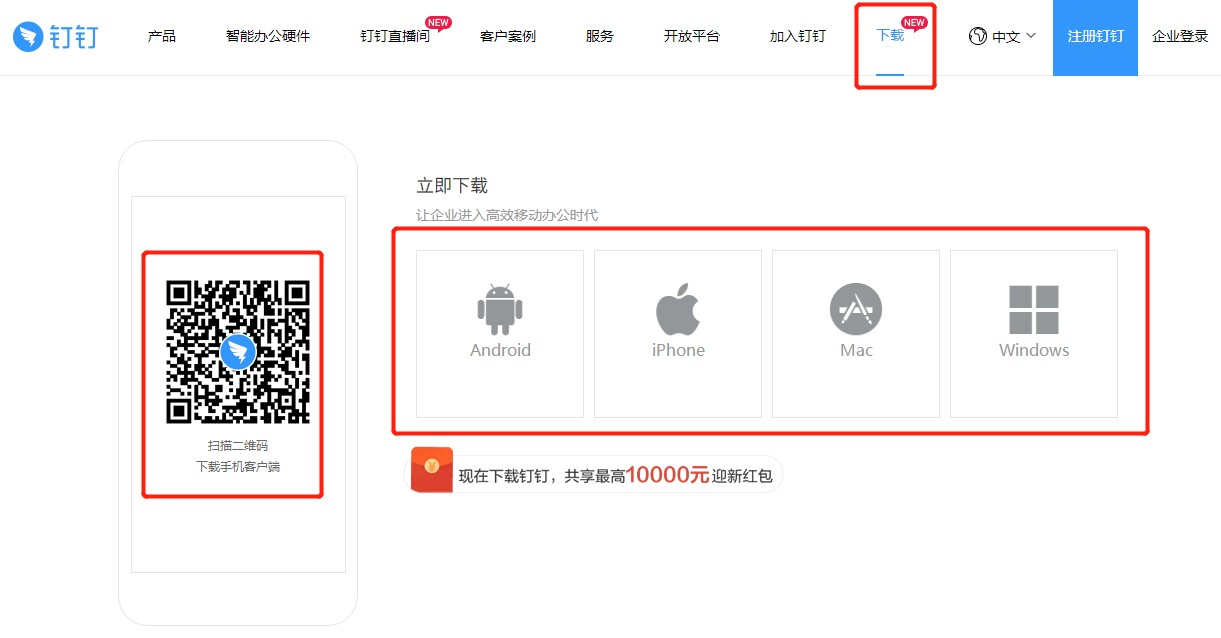 钉钉
产品
智能办公硬件
钉钉直播间
NEW
客户案例
服务
开放平台
加入钉钉
下载
NEW
中文
注册钉钉
企业登录
立即下载
让企业进入高效移动办公时代
Android
iPhone
Mac
Windows
扫描二维码
下载手机客户端
现在下载钉钉，共享最高10000元迎新红包